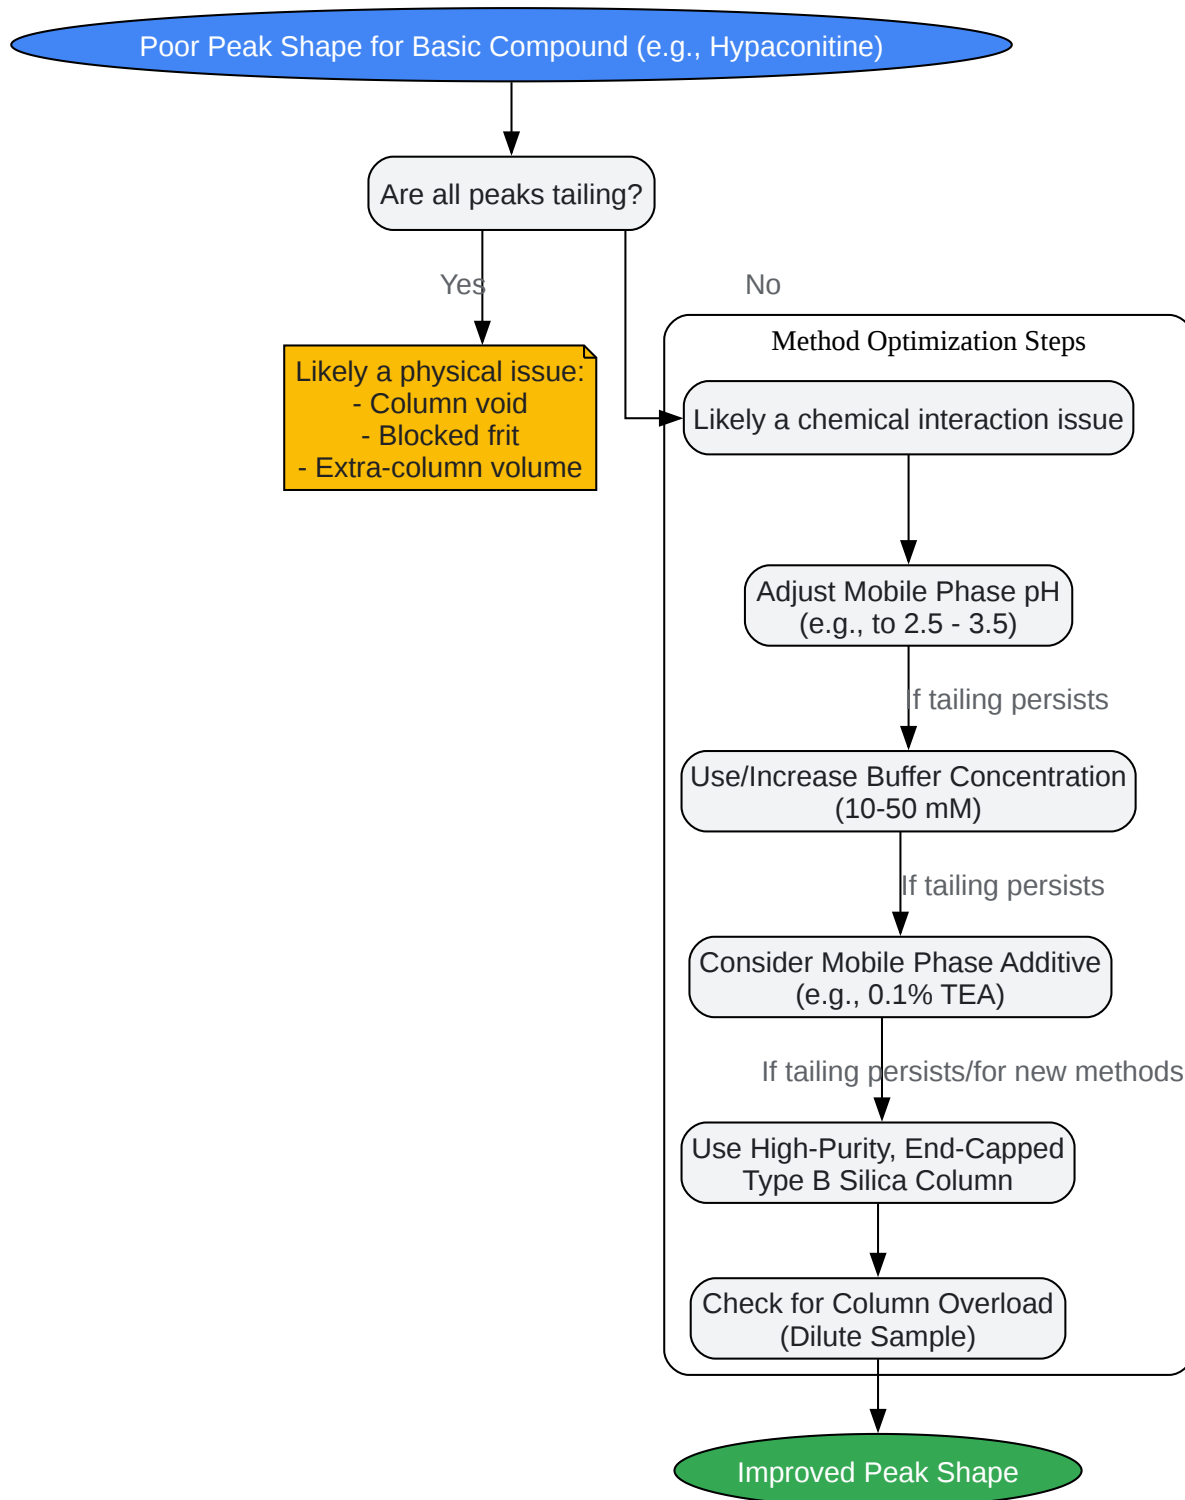 Poor Peak Shape for Basic Compound (e.g., Hypaconitine)
Are all peaks tailing?
Yes
No
Likely a physical issue:
- Column void
- Blocked frit
- Extra-column volume
Method Optimization Steps
Likely a chemical interaction issue
Adjust Mobile Phase pH
(e.g., to 2.5 - 3.5)
If tailing persists
Use/Increase Buffer Concentration
(10-50 mM)
If tailing persists
Consider Mobile Phase Additive
(e.g., 0.1% TEA)
If tailing persists/for new methods
Use High-Purity, End-Capped
Type B Silica Column
Check for Column Overload
(Dilute Sample)
Improved Peak Shape